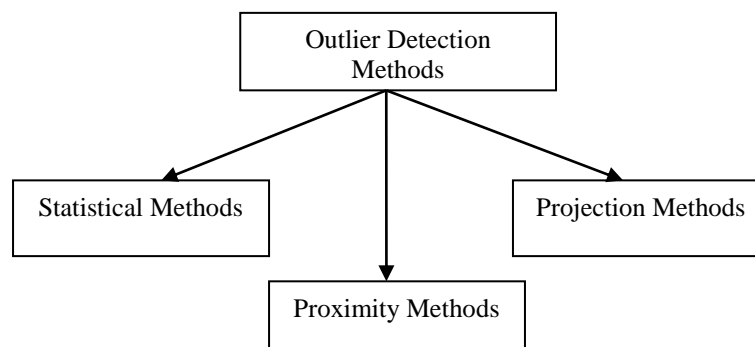 Outlier Detection
Methods
Statistical Methods
Projection Methods
Proximity Methods